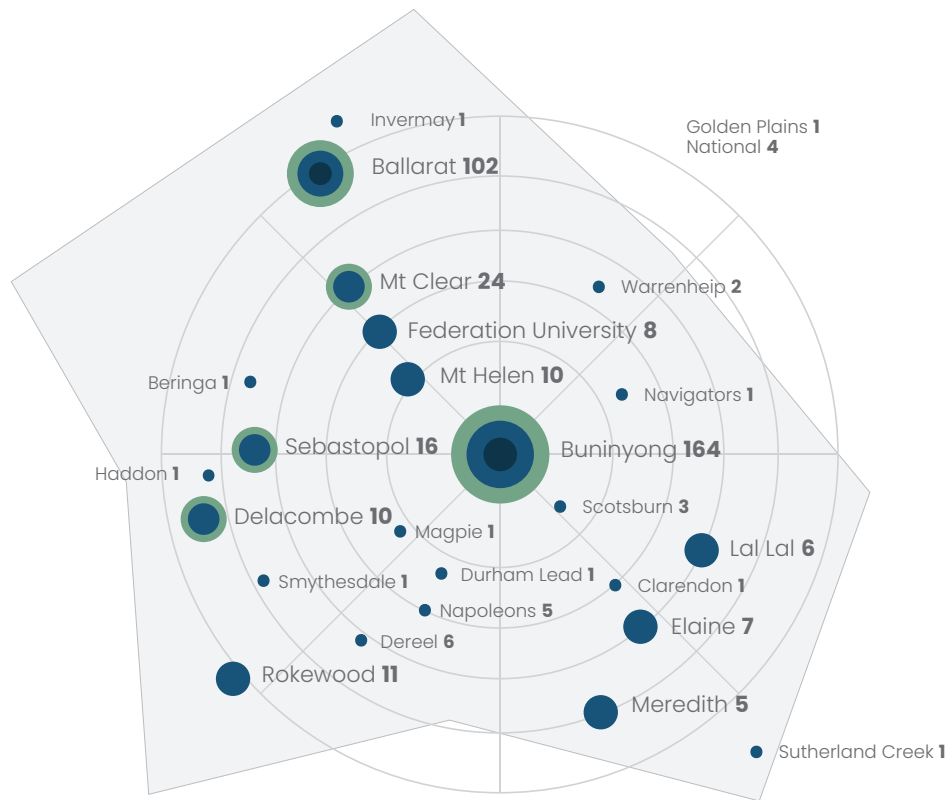 Invermay 1
Golden Plains 1
National 4
Ballarat 102
Mt Clear 24
Warrenheip 2
Federation University 8
Mt Helen 10
Beringa 1
Navigators 1
Sebastopol 16
Buninyong 164
Haddon 1
Delacombe 10
Scotsburn 3
Magpie 1
Lal Lal 6
Smythesdale 1
Durham Lead 1
Clarendon 1
Napoleons 5
Elaine 7
Dereel 6
Rokewood 11
Meredith 5
Sutherland Creek 1